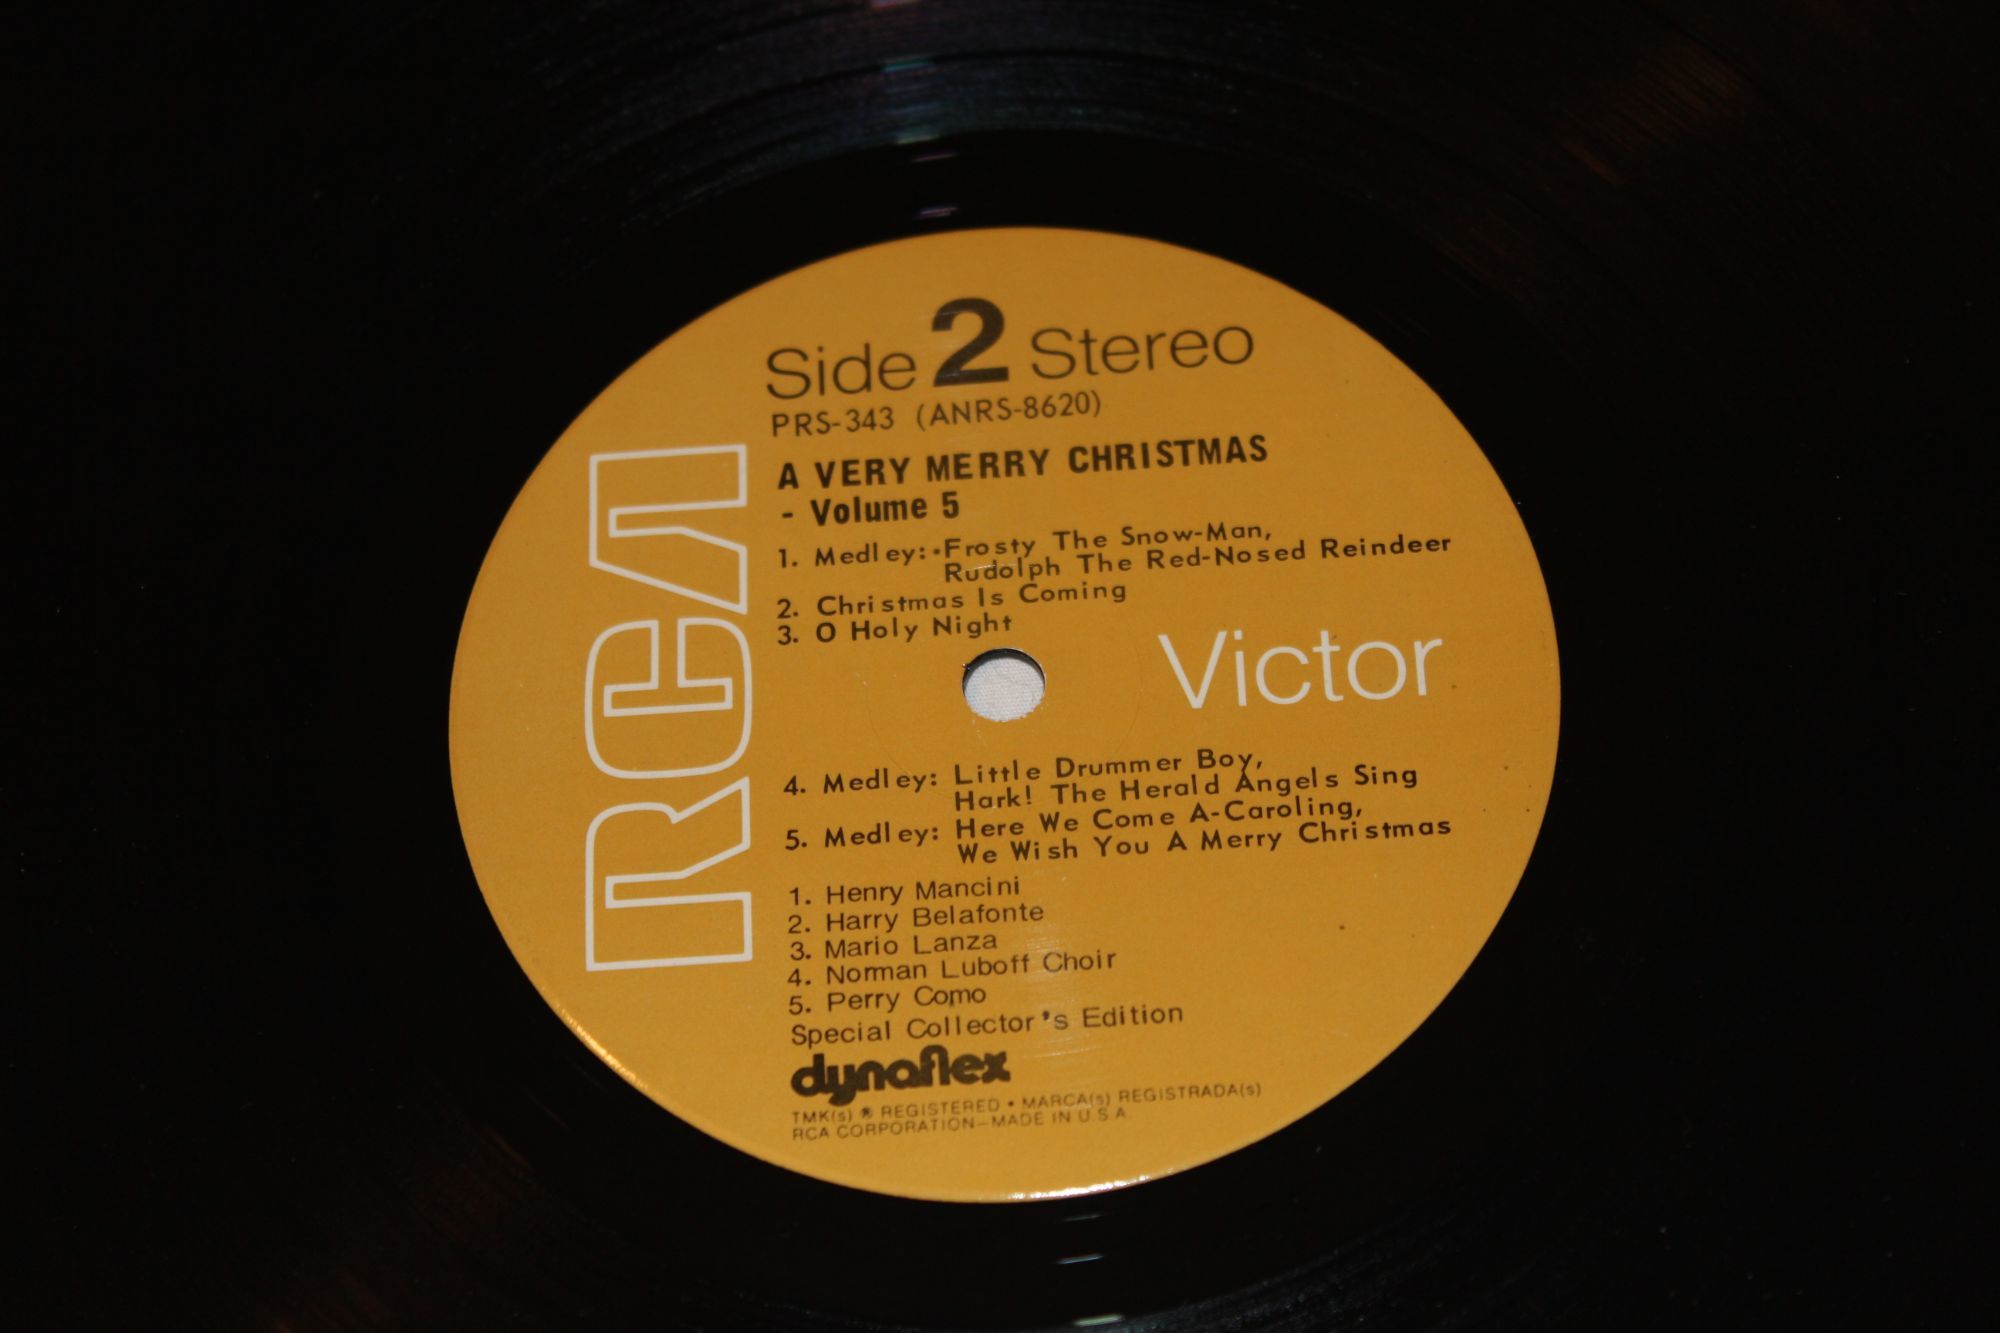 Side 2 Stereo
PRS-343 (ANRS-8620)
A VERY MERRY CHRISTMAS
- Volume 5
1. Medley: Frosty The Snow-Man,
Rudolph The Red-Nosed Reindeer
2. Christmas Is Coming
3. O Holy Night
RCA
Victor
4. Medley: Little Drummer Boy,
Hark! The Herald Angels Sing
5. Medley: Here We Come A-Caroling,
We Wish You A Merry Christmas
1. Henry Mancini
2. Harry Belafonte
3. Mario Lanza
4. Norman Luboff Choir
5. Perry Como
Special Collector's Edition
dynaflex
TMK(s) ® REGISTERED • MARCA(s) REGISTRADA(s)
RCA CORPORATION—MADE IN U.S.A.